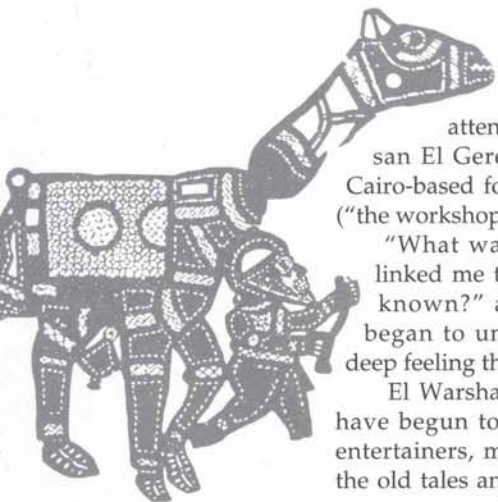 atten
san El Gere
Cairo-based fo
("the workshop
"What wa
linked me t
known?" a
began to un
deep feeling th
El Warsha
have begun to
entertainers, m
the old tales ar